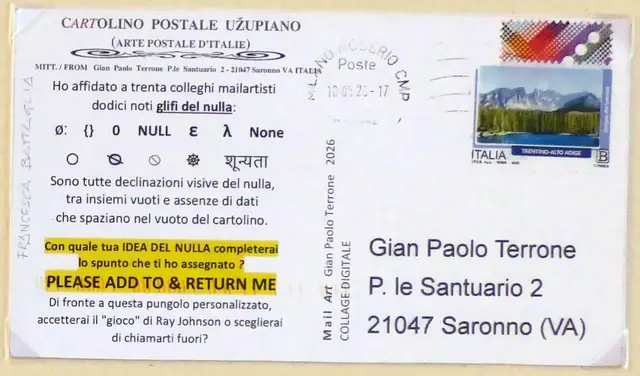 CARTOLINO POSTALE UŽUPIANO
(ARTE POSTALE D'ITALIE)
MITT. / FROM Gian Paolo Terrone P.le Santuario 2 - 21047 Saronno VA ITALIA
Ho affidato a trenta colleghi mailartisti
dodici noti glifi del nulla:
∅: {} 0 NULL ε λ None
शून्यता
Sono tutte declinazioni visive del nulla,
tra insiemi vuoti e assenze di dati
che spaziano nel vuoto del cartolino.
Con quale tua IDEA DEL NULLA completerai
lo spunto che ti ho assegnato ?
PLEASE ADD TO & RETURN ME
Di fronte a questa pungolo personalizzato,
accetterai il "gioco" di Ray Johnson o sceglierai
di chiamarti fuori?
FRANCESCA BATTAGLIA
Mail Art Gian Paolo Terrone 2026
COLLAGE-DIGITALE
MILANO ROSERIO CMP
Poste
ITALIA
TRENTINO-ALTO ADIGE
B
Gian Paolo Terrone
P. le Santuario 2
21047 Saronno (VA)